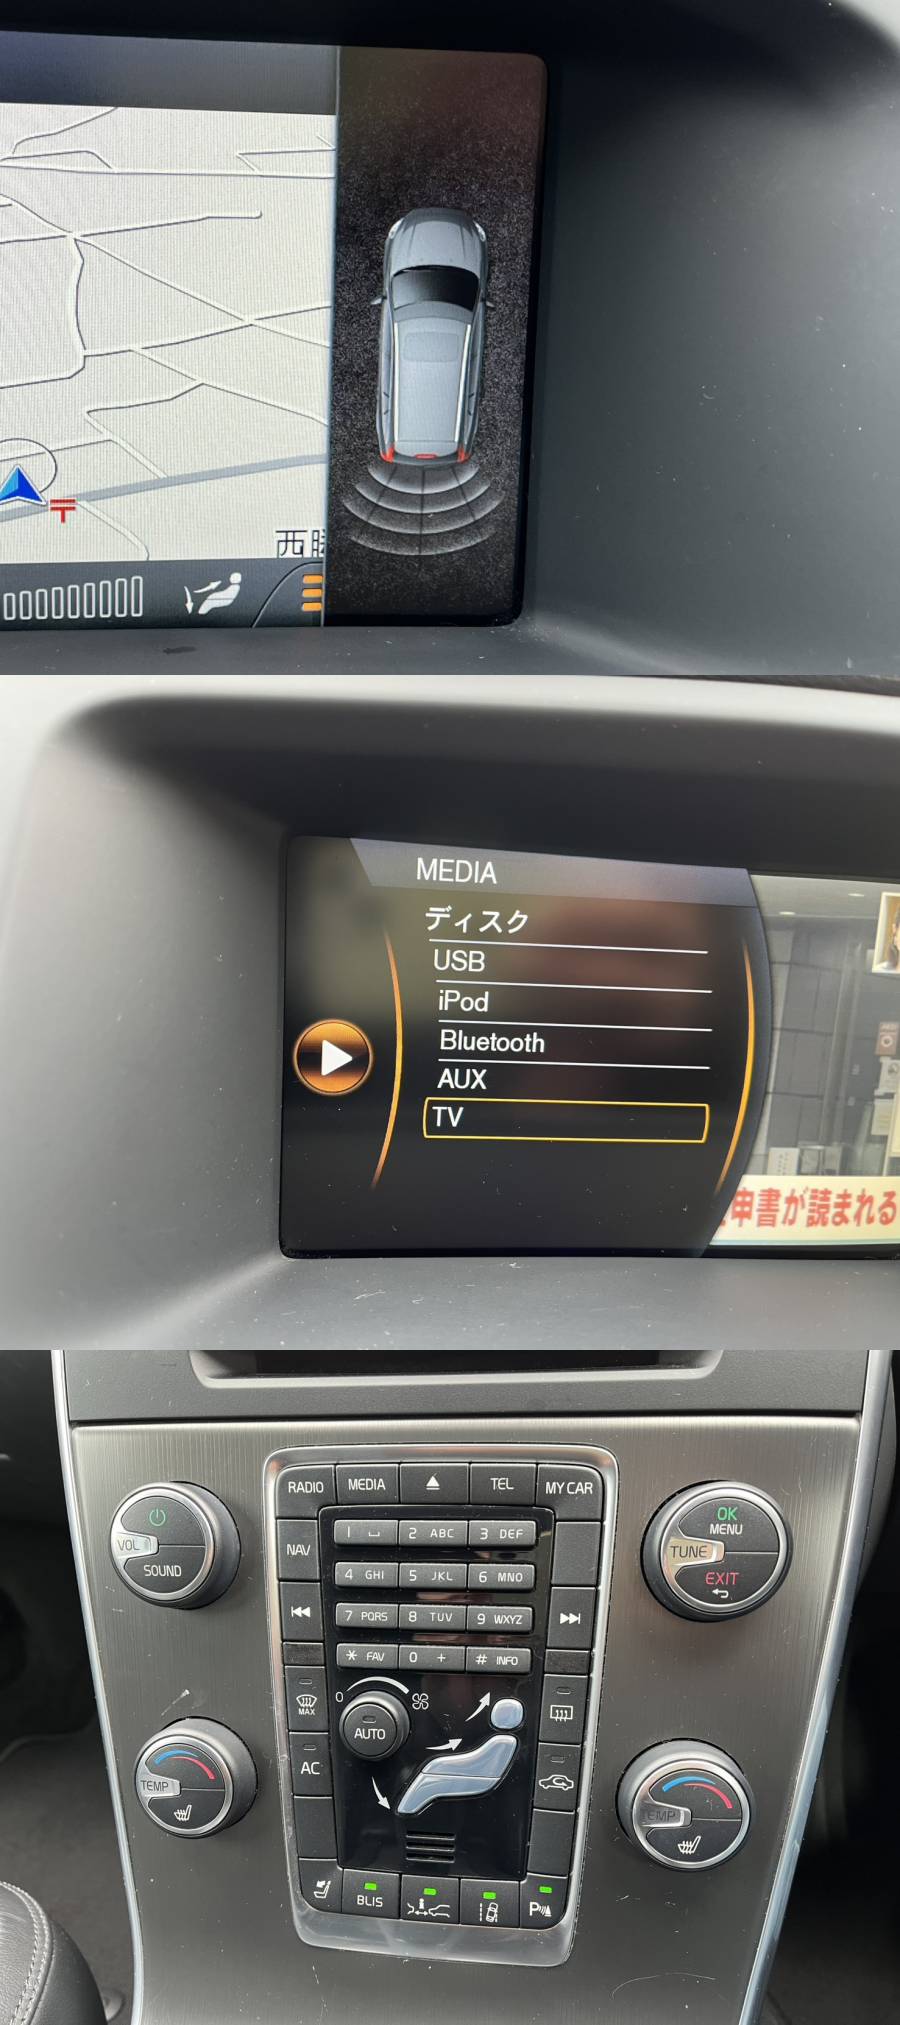 西脇
MEDIA
ディスク
USB
iPod
Bluetooth
AUX
TV
申書が読まれる
RADIO
MEDIA
TEL
MY CAR
VOL
SOUND
NAV
1
2 ABC
3 DEF
4 GHI
5 JKL
6 MNO
7 PQRS
8 TUV
9 WXYZ
* FAV
0 +
# INFO
OK
MENU
TUNE
EXIT
MAX
0
AUTO
AC
TEMP
TEMP
BLIS
P